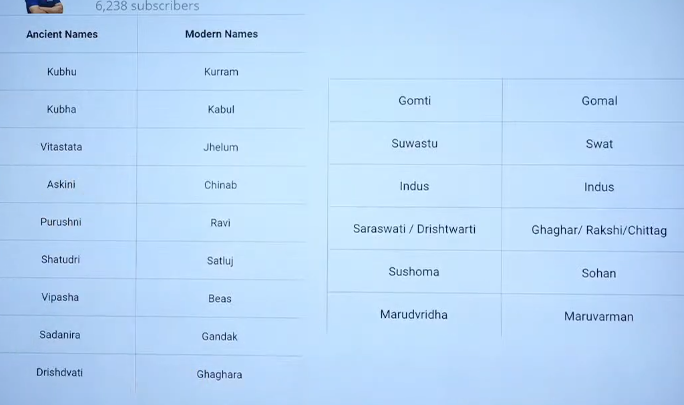 6,238 subscribers
Ancient Names Modern Names
Kubhu Kurram
Kubha Kabul
Vitastata Jhelum
Askini Chinab
Purushni Ravi
Shatudri Satluj
Vipasha Beas
Sadanira Gandak
Drishdvati Ghaghara
Gomti Gomal
Suwastu Swat
Indus Indus
Saraswati / Drishtwarti Ghaghar/ Rakshi/Chittag
Sushoma Sohan
Marudvridha Maruvarman